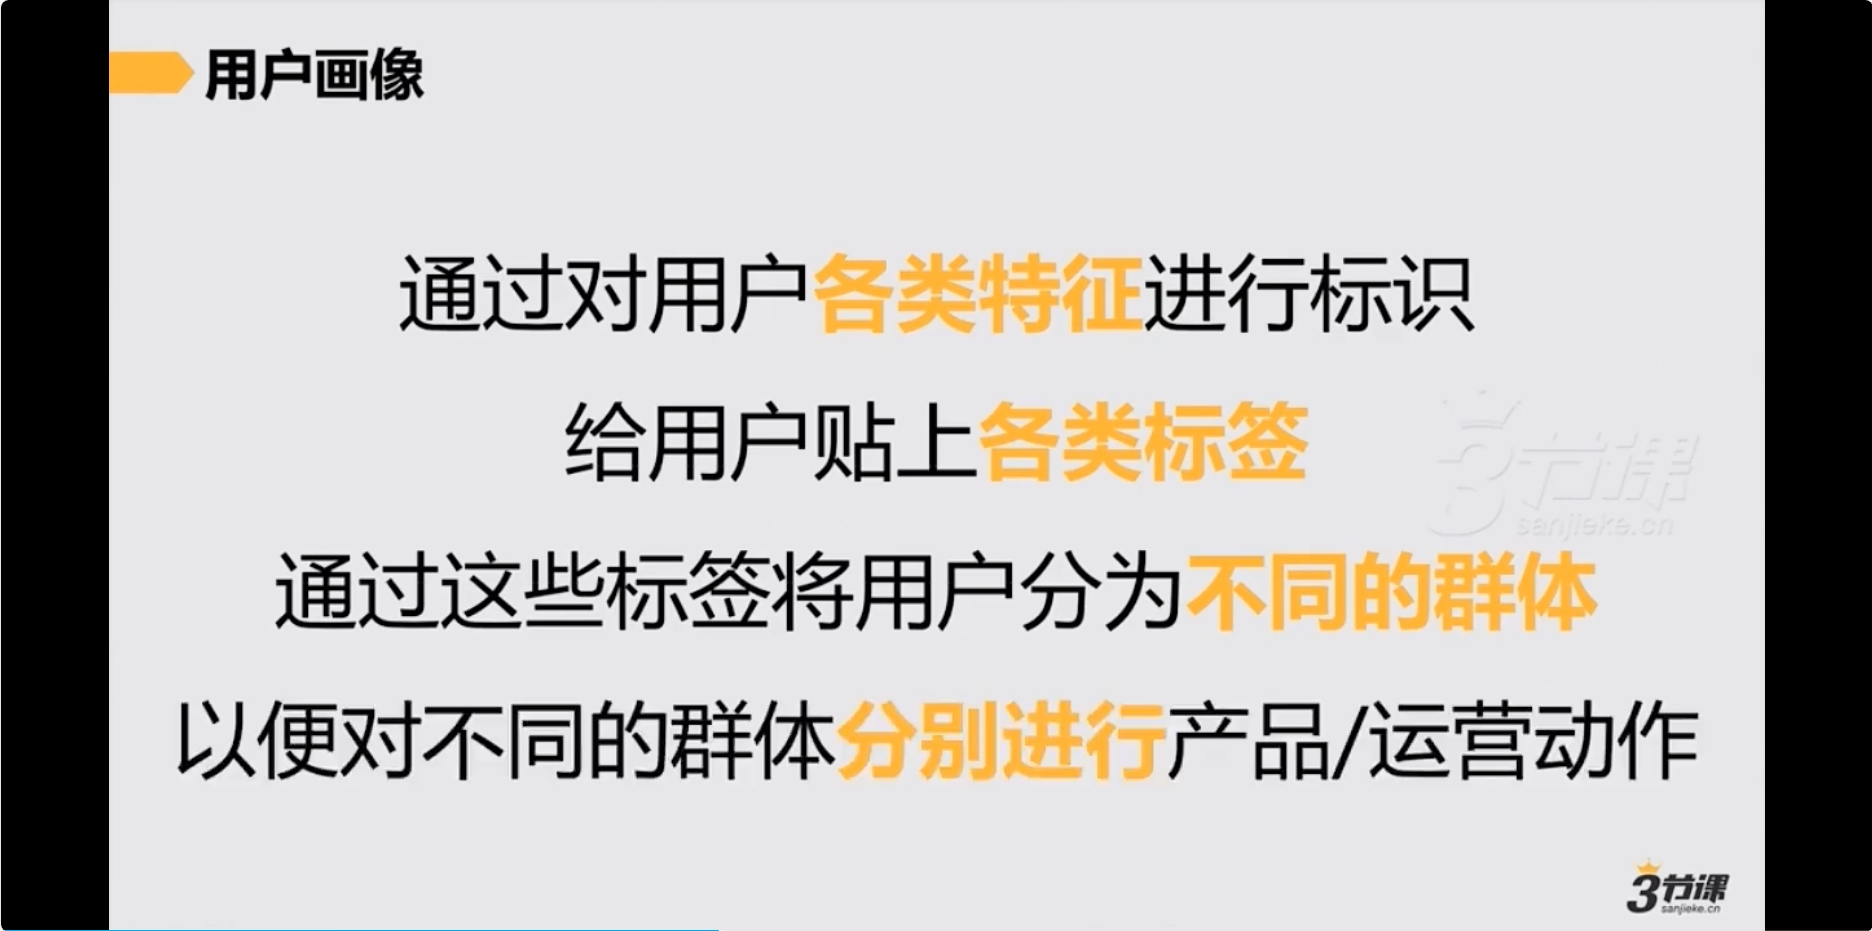 用户画像
通过对用户各类特征进行标识
给用户贴上各类标签
通过这些标签将用户分为不同的群体
以便对不同的群体分别进行产品/运营动作
3节课
sanjieke.cn
3节课
sanjieke.cn